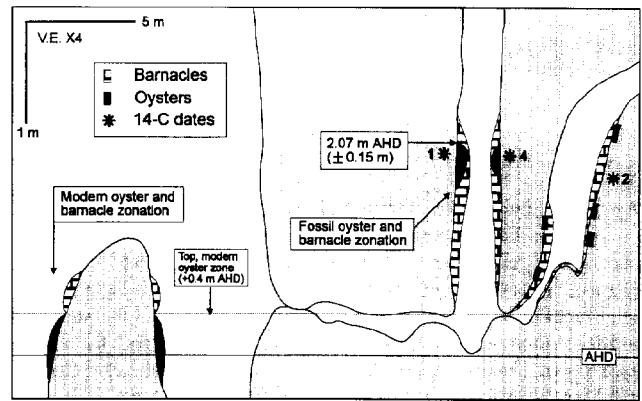 V.E. X4
5 m
1 m
Barnacles
Oysters
14-C dates
2.07 m AHD
(±0.15 m)
1
4
2
Modern oyster and
barnacle zonation
Fossil oyster and
barnacle zonation
Top, modern
oyster zone
(+0.4 m AHD)
AHD